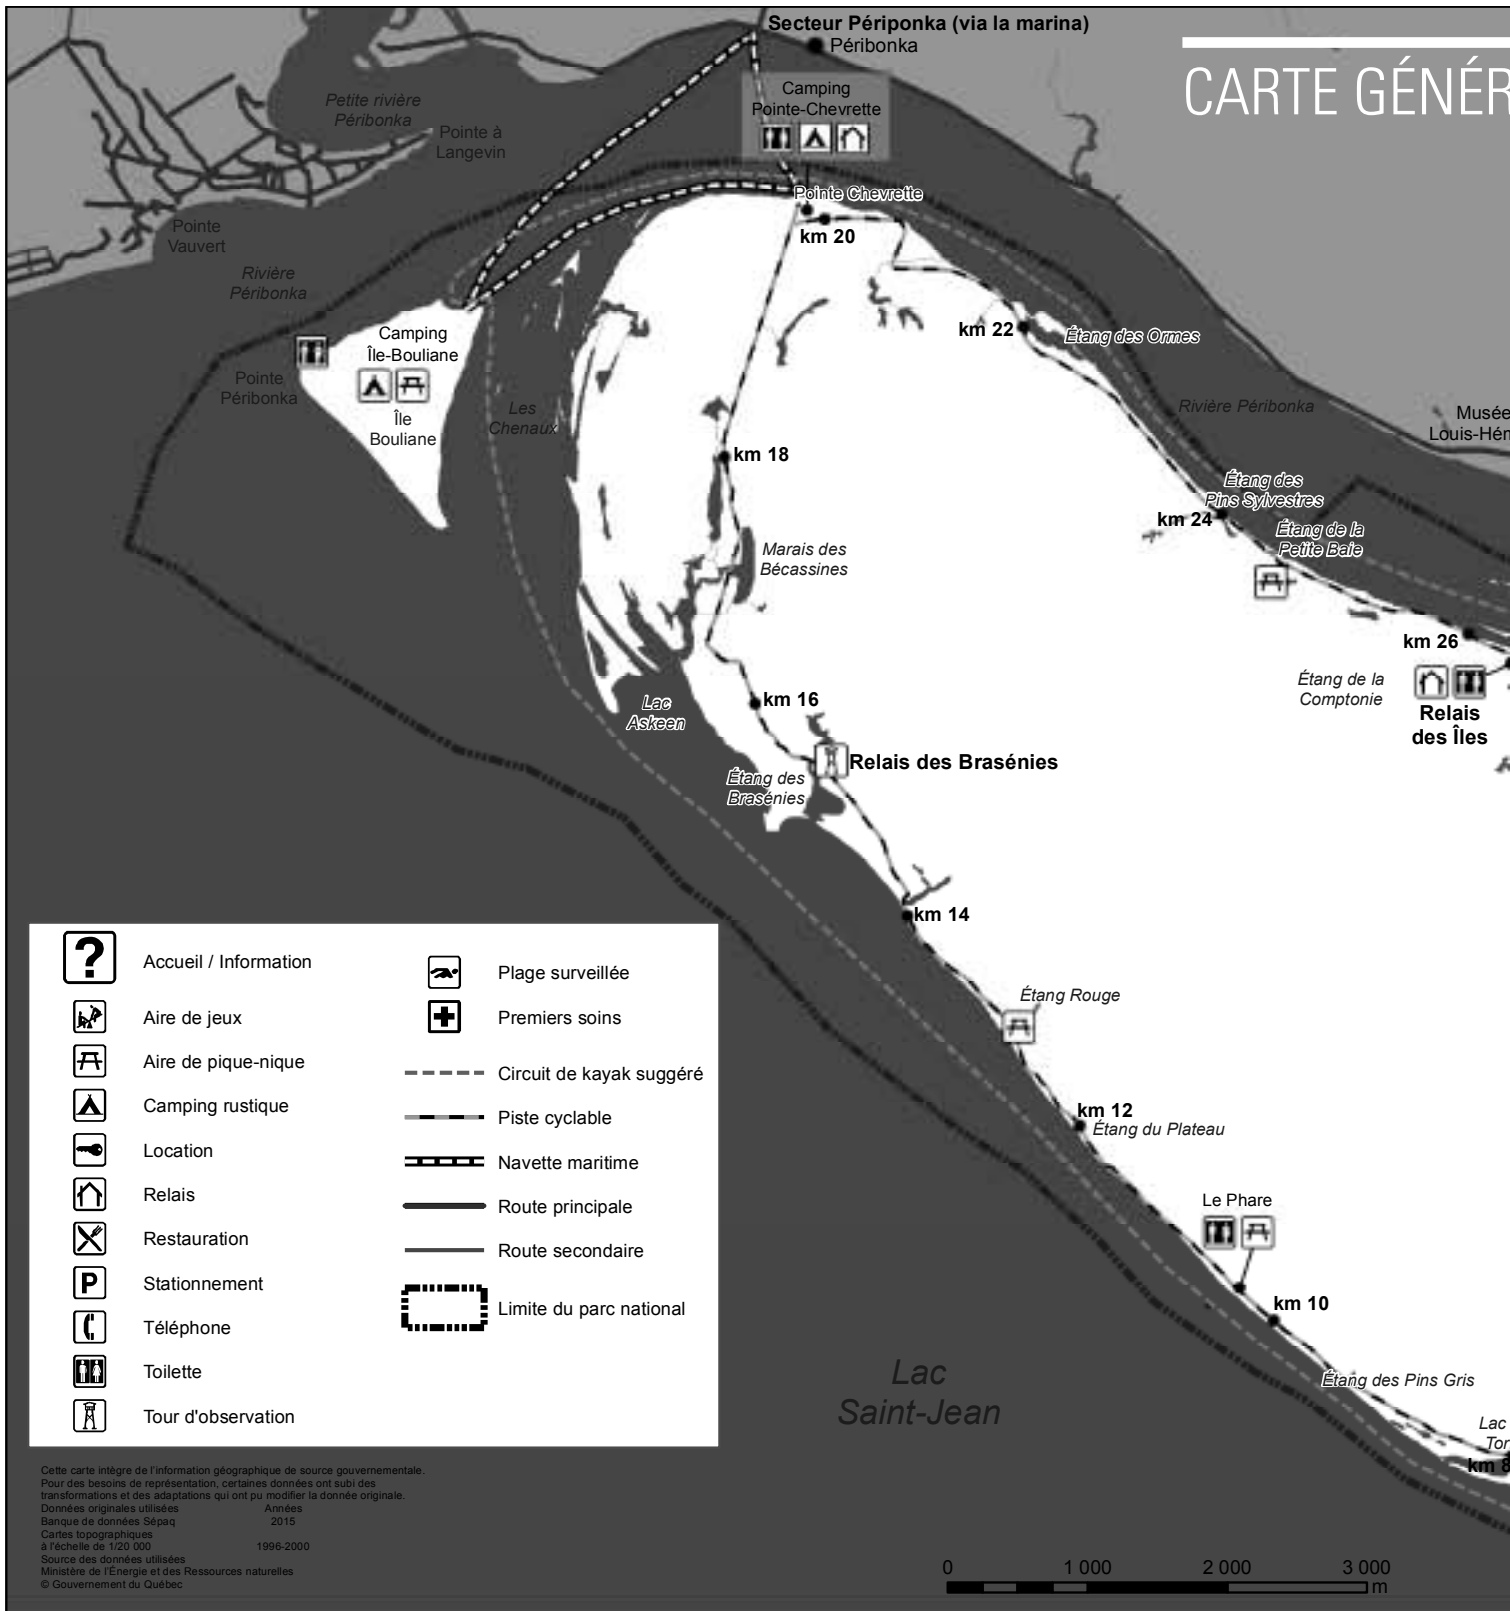 Secteur Périponka (via la marina)
Péribonka
CARTE GÉNÉR
Camping
Pointe-Chevrette
Petite rivière
Péribonka
Pointe à
Langevin
Pointe Chevrette
km 20
Pointe
Vauvert
Rivière
Péribonka
Camping
Île-Bouliane
km 22
Étang des Ormes
Pointe
Péribonka
Île
Bouliane
Les
Chenaux
Rivière Péribonka
Musée
Louis-Hém
km 18
Étang des
Pins Sylvestres
km 24
Étang de la
Petite Baie
Marais des
Bécassines
km 26
Étang de la
Comptonie
Relais
des Îles
km 16
Lac
Askeen
Relais des Brasénies
Étang des
Brasénies
km 14
Étang Rouge
km 12
Étang du Plateau
Le Phare
km 10
Étang des Pins Gris
Lac
Tor
km 8
Lac
Saint-Jean
?
Accueil / Information
Aire de jeux
Aire de pique-nique
Camping rustique
Location
Relais
Restauration
P
Stationnement
Téléphone
Toilette
Tour d'observation
Plage surveillée
Premiers soins
Circuit de kayak suggéré
Piste cyclable
Navette maritime
Route principale
Route secondaire
Limite du parc national
Cette carte intègre de l'information géographique de source gouvernementale.
Pour des besoins de représentation, certaines données ont subi des
transformations et des adaptations qui ont pu modifier la donnée originale.
Données originales utilisées Années
Banque de données Sépaq 2015
Cartes topographiques
à l'échelle de 1/20 000 1996-2000
Source des données utilisées
Ministère de l'Énergie et des Ressources naturelles
© Gouvernement du Québec
0 1 000 2 000 3 000
m